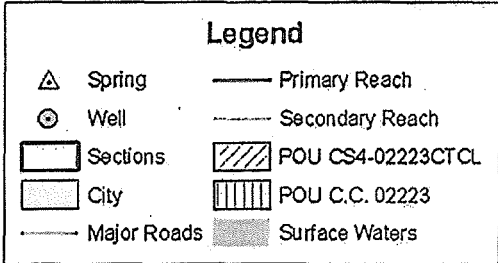 Legend
Spring
Primary Reach
Well
Secondary Reach
Sections
POU CS4-02223CTCL
City
POU C.C. 02223
Major Roads
Surface Waters